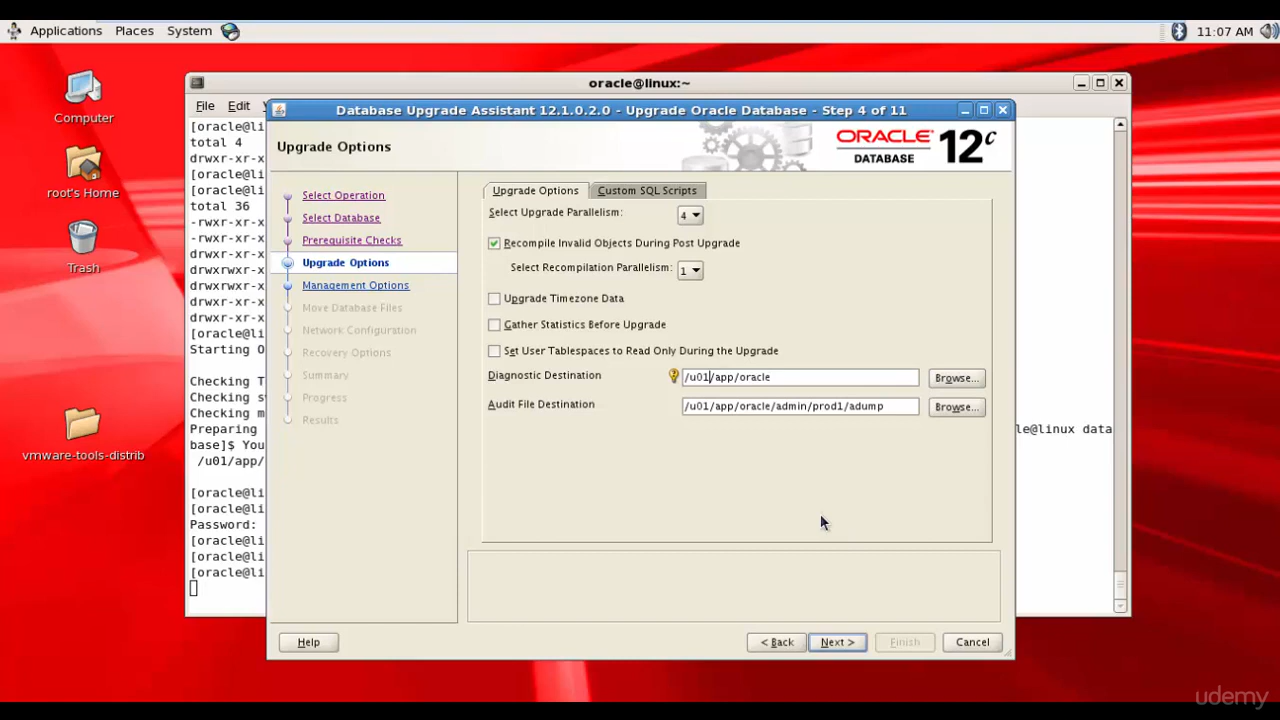 Applications Places System
11:07 AM
oracle@linux:~
File Edit
Database Upgrade Assistant 12.1.0.2.0 - Upgrade Oracle Database - Step 4 of 11
Upgrade Options
ORACLE
DATABASE
12c
Computer
root's Home
Trash
vmware-tools-distrib
[oracle@li
total 4
drwxr-xr-x
drwxr-xr-x
[oracle@li
[oracle@li
total 36
-rwxr-xr-x
-rwxr-xr-x
drwxr-xr-x
drwxrwxr-x
drwxrwxr-x
drwxr-xr-x
drwxr-xr-x
[oracle@li
Starting O
Checking T
Checking s
Checking m
Preparing
le@linux data
base]$ You
/u01/app/
[oracle@li
[oracle@li
Password:
[oracle@li
[oracle@li
[oracle@li
Select Operation
Select Database
Prerequisite Checks
Upgrade Options
Management Options
Move Database Files
Network Configuration
Recovery Options
Summary
Progress
Results
Upgrade Options
Custom SQL Scripts
Select Upgrade Parallelism: 4
Recompile Invalid Objects During Post Upgrade
Select Recompilation Parallelism: 1
Upgrade Timezone Data
Gather Statistics Before Upgrade
Set User Tablespaces to Read Only During the Upgrade
Diagnostic Destination /u01/app/oracle Browse...
Audit File Destination /u01/app/oracle/admin/prod1/adump Browse...
Help
< Back Next > Finish Cancel
udemy